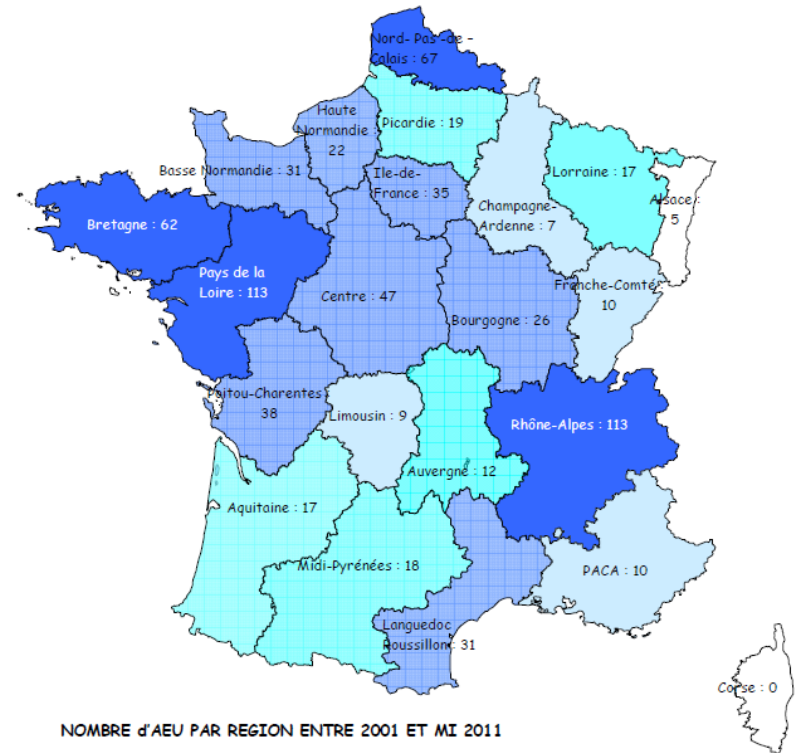 Nord- Pas -de -
Calais : 67
Haute
Normandie :
22
Picardie : 19
Basse Normandie : 31
Ile-de-
France : 35
Lorraine : 17
Alsace :
5
Champagne-
Ardenne : 7
Bretagne : 62
Pays de la
Loire : 113
Centre : 47
Bourgogne : 26
Franche-Comté :
10
Poitou-Charentes :
38
Limousin : 9
Rhône-Alpes : 113
Auvergne : 12
Aquitaine : 17
Midi-Pyrénées : 18
PACA : 10
Languedoc
Roussillon : 31
Corse : 0
NOMBRE d'AEU PAR REGION ENTRE 2001 ET MI 2011